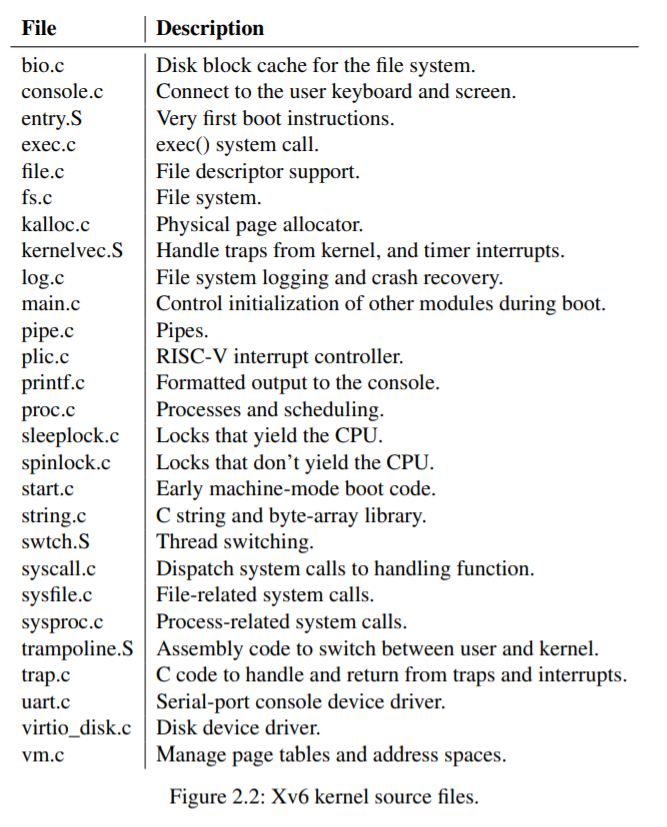 File Description
bio.c Disk block cache for the file system.
console.c Connect to the user keyboard and screen.
entry.S Very first boot instructions.
exec.c exec() system call.
file.c File descriptor support.
fs.c File system.
kalloc.c Physical page allocator.
kernelvec.S Handle traps from kernel, and timer interrupts.
log.c File system logging and crash recovery.
main.c Control initialization of other modules during boot.
pipe.c Pipes.
plic.c RISC-V interrupt controller.
printf.c Formatted output to the console.
proc.c Processes and scheduling.
sleeplock.c Locks that yield the CPU.
spinlock.c Locks that don’t yield the CPU.
start.c Early machine-mode boot code.
string.c C string and byte-array library.
swtch.S Thread switching.
syscall.c Dispatch system calls to handling function.
sysfile.c File-related system calls.
sysproc.c Process-related system calls.
trampoline.S Assembly code to switch between user and kernel.
trap.c C code to handle and return from traps and interrupts.
uart.c Serial-port console device driver.
virtio_disk.c Disk device driver.
vm.c Manage page tables and address spaces.
Figure 2.2: Xv6 kernel source files.